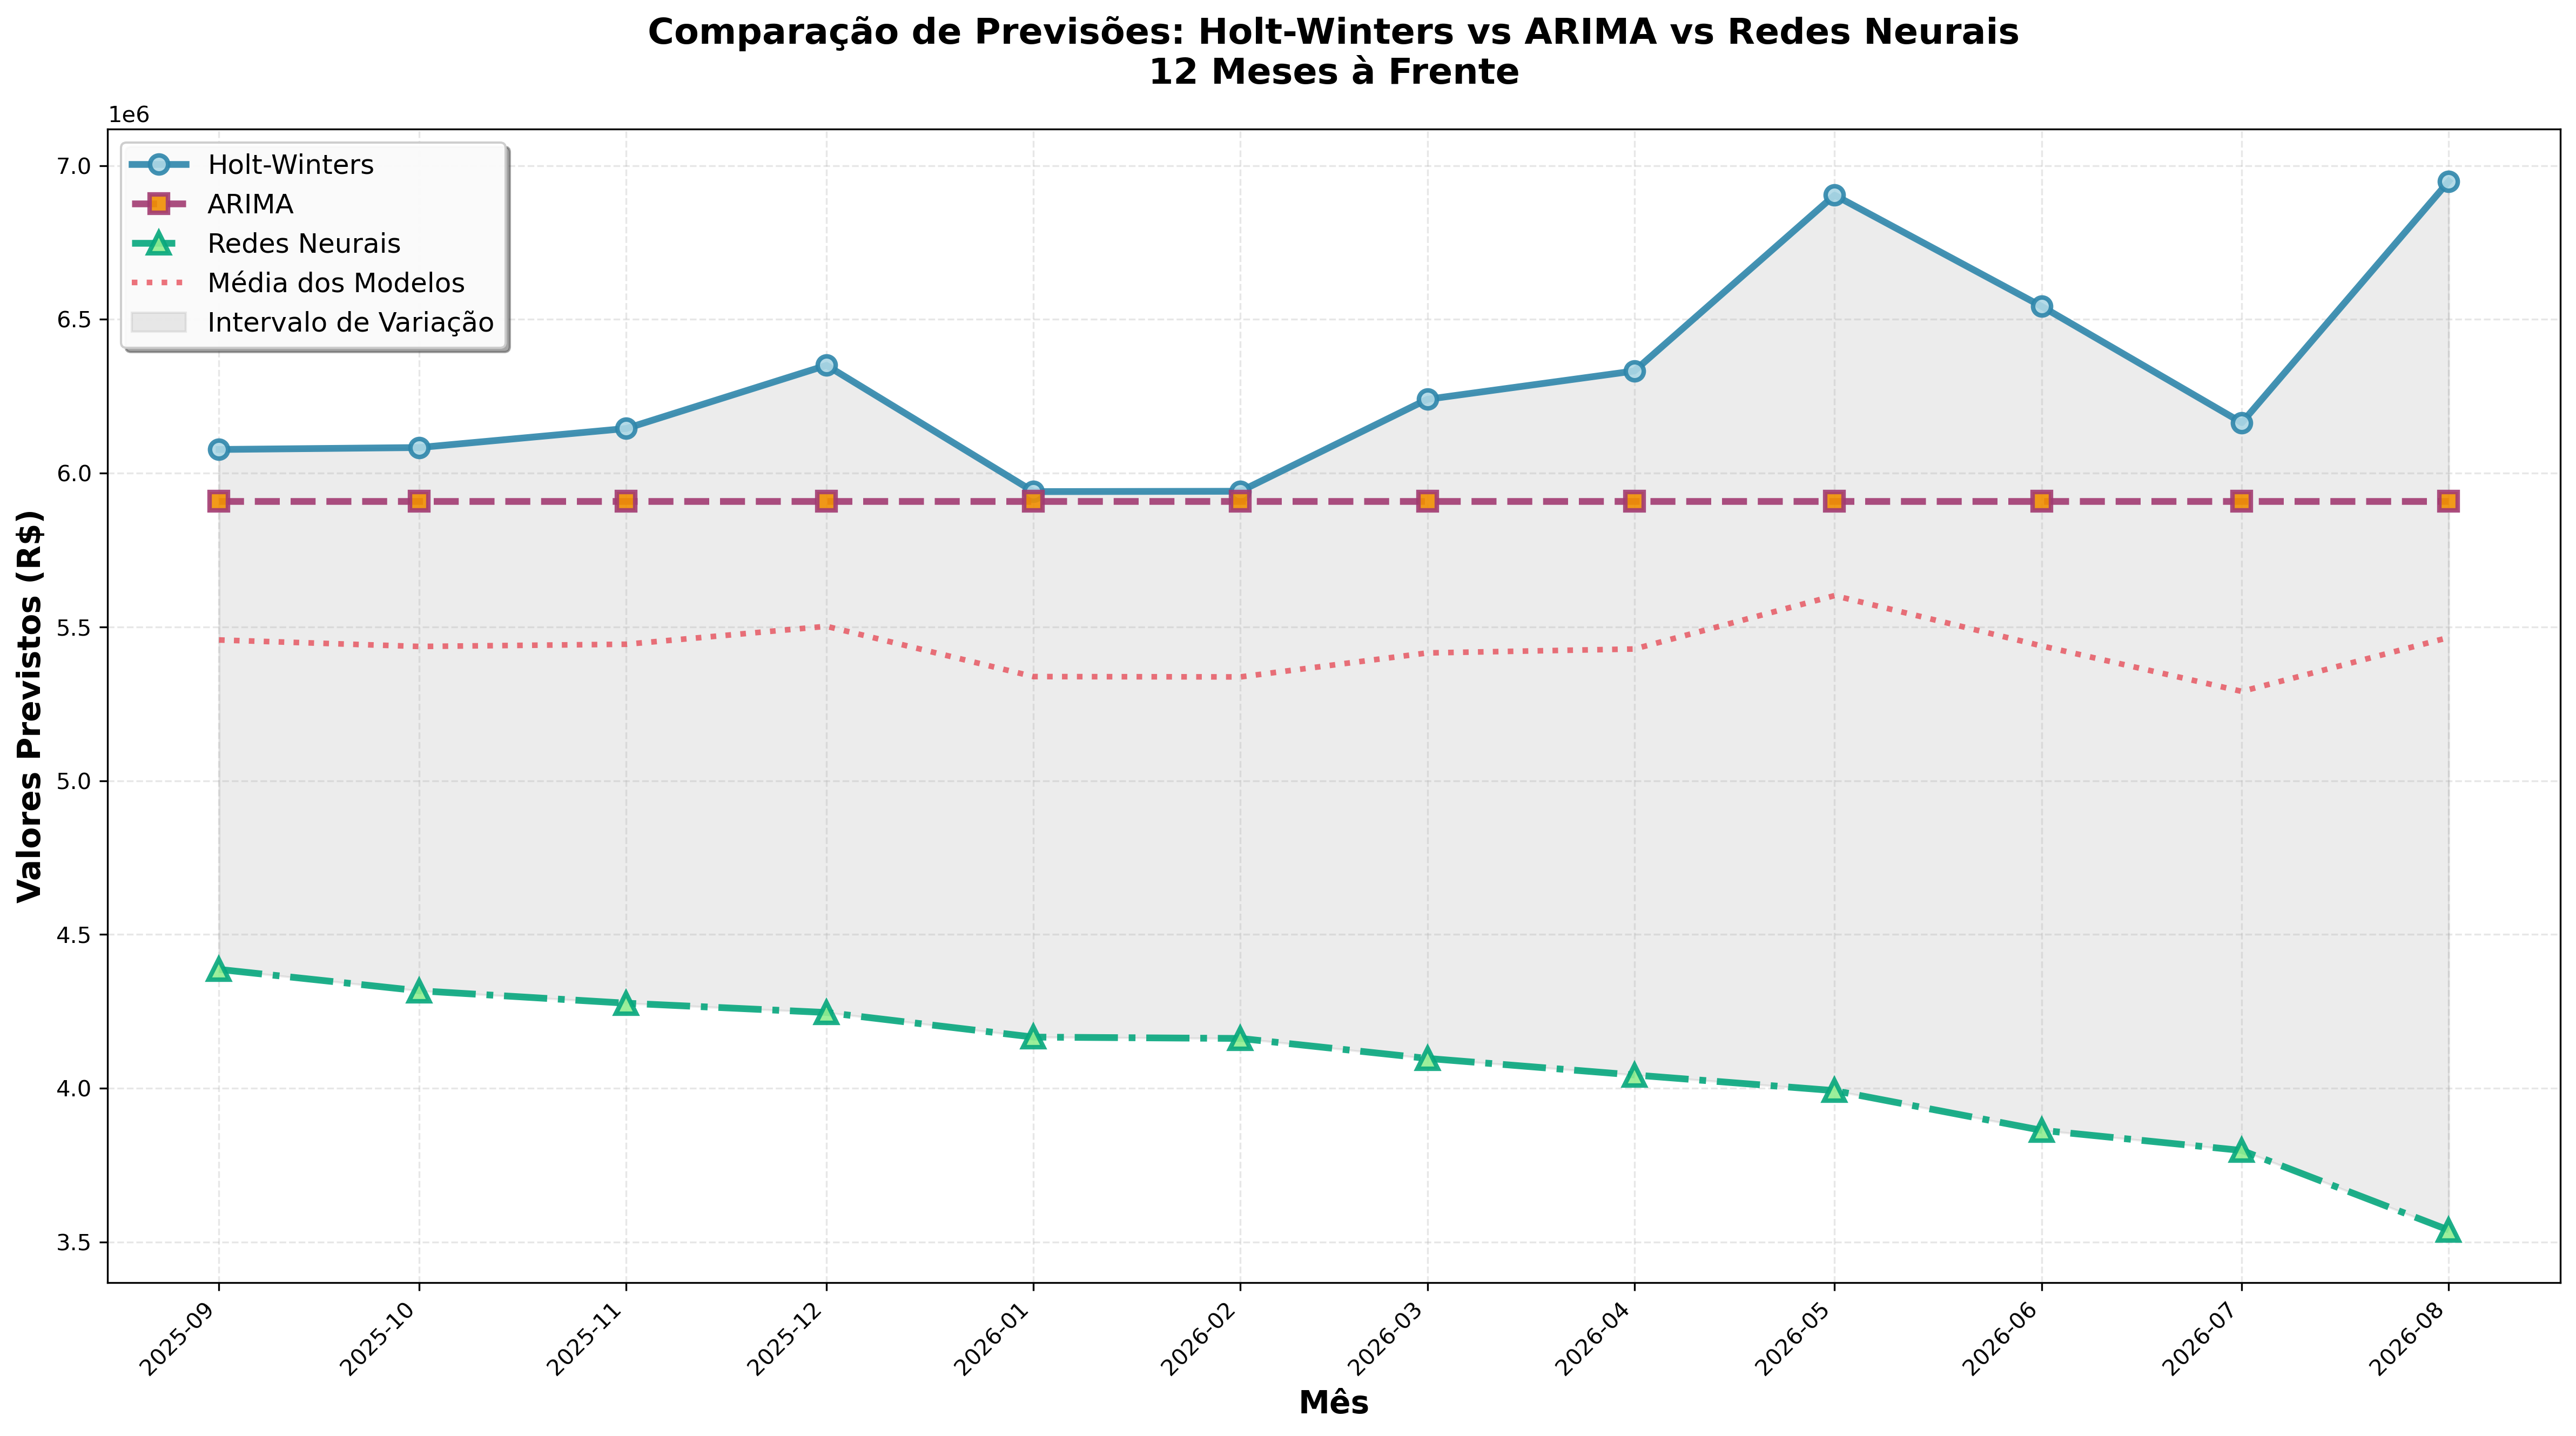 Comparação de Previsões: Holt-Winters vs ARIMA vs Redes Neurais
12 Meses à Frente
1e6
7.0
6.5
6.0
5.5
5.0
4.5
4.0
3.5
Valores Previstos (R$)
Holt-Winters
ARIMA
Redes Neurais
Média dos Modelos
Intervalo de Variação
2025-09
2025-10
2025-11
2025-12
2026-01
2026-02
2026-03
2026-04
2026-05
2026-06
2026-07
2026-08
Mês